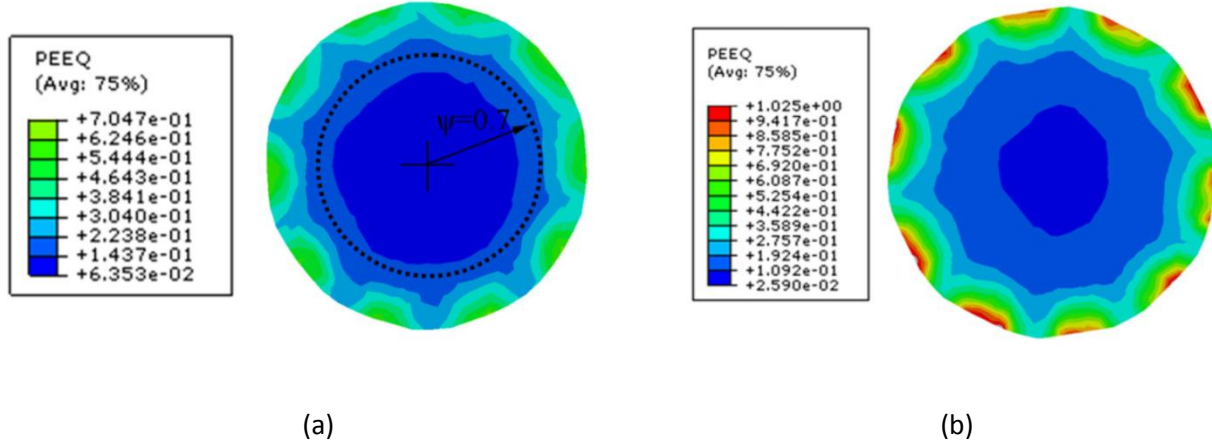 PEEQ
(Avg: 75%)
+7.047e-01
+6.246e-01
+5.444e-01
+4.643e-01
+3.841e-01
+3.040e-01
+2.238e-01
+1.437e-01
+6.353e-02
ψ=0.7
PEEQ
(Avg: 75%)
+1.025e+00
+9.417e-01
+8.585e-01
+7.752e-01
+6.920e-01
+6.087e-01
+5.254e-01
+4.422e-01
+3.589e-01
+2.757e-01
+1.924e-01
+1.092e-01
+2.590e-02
(a)
(b)